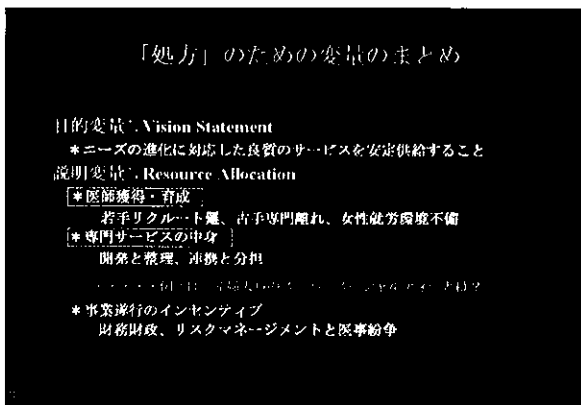 「処方」のための変量のまとめ
目的変量:. Vision Statement
*ニーズの進化に対応した良質のサービスを安定供給すること
説明変量:. Resource Allocation
*医師獲得・育成
若手リクルート難、古手専門離れ、女性就労環境不備
*専門サービスの中身
開発と整理、連携と分担
*事業遂行のインセンティブ
財務財政、リスクマネージメントと医事紛争